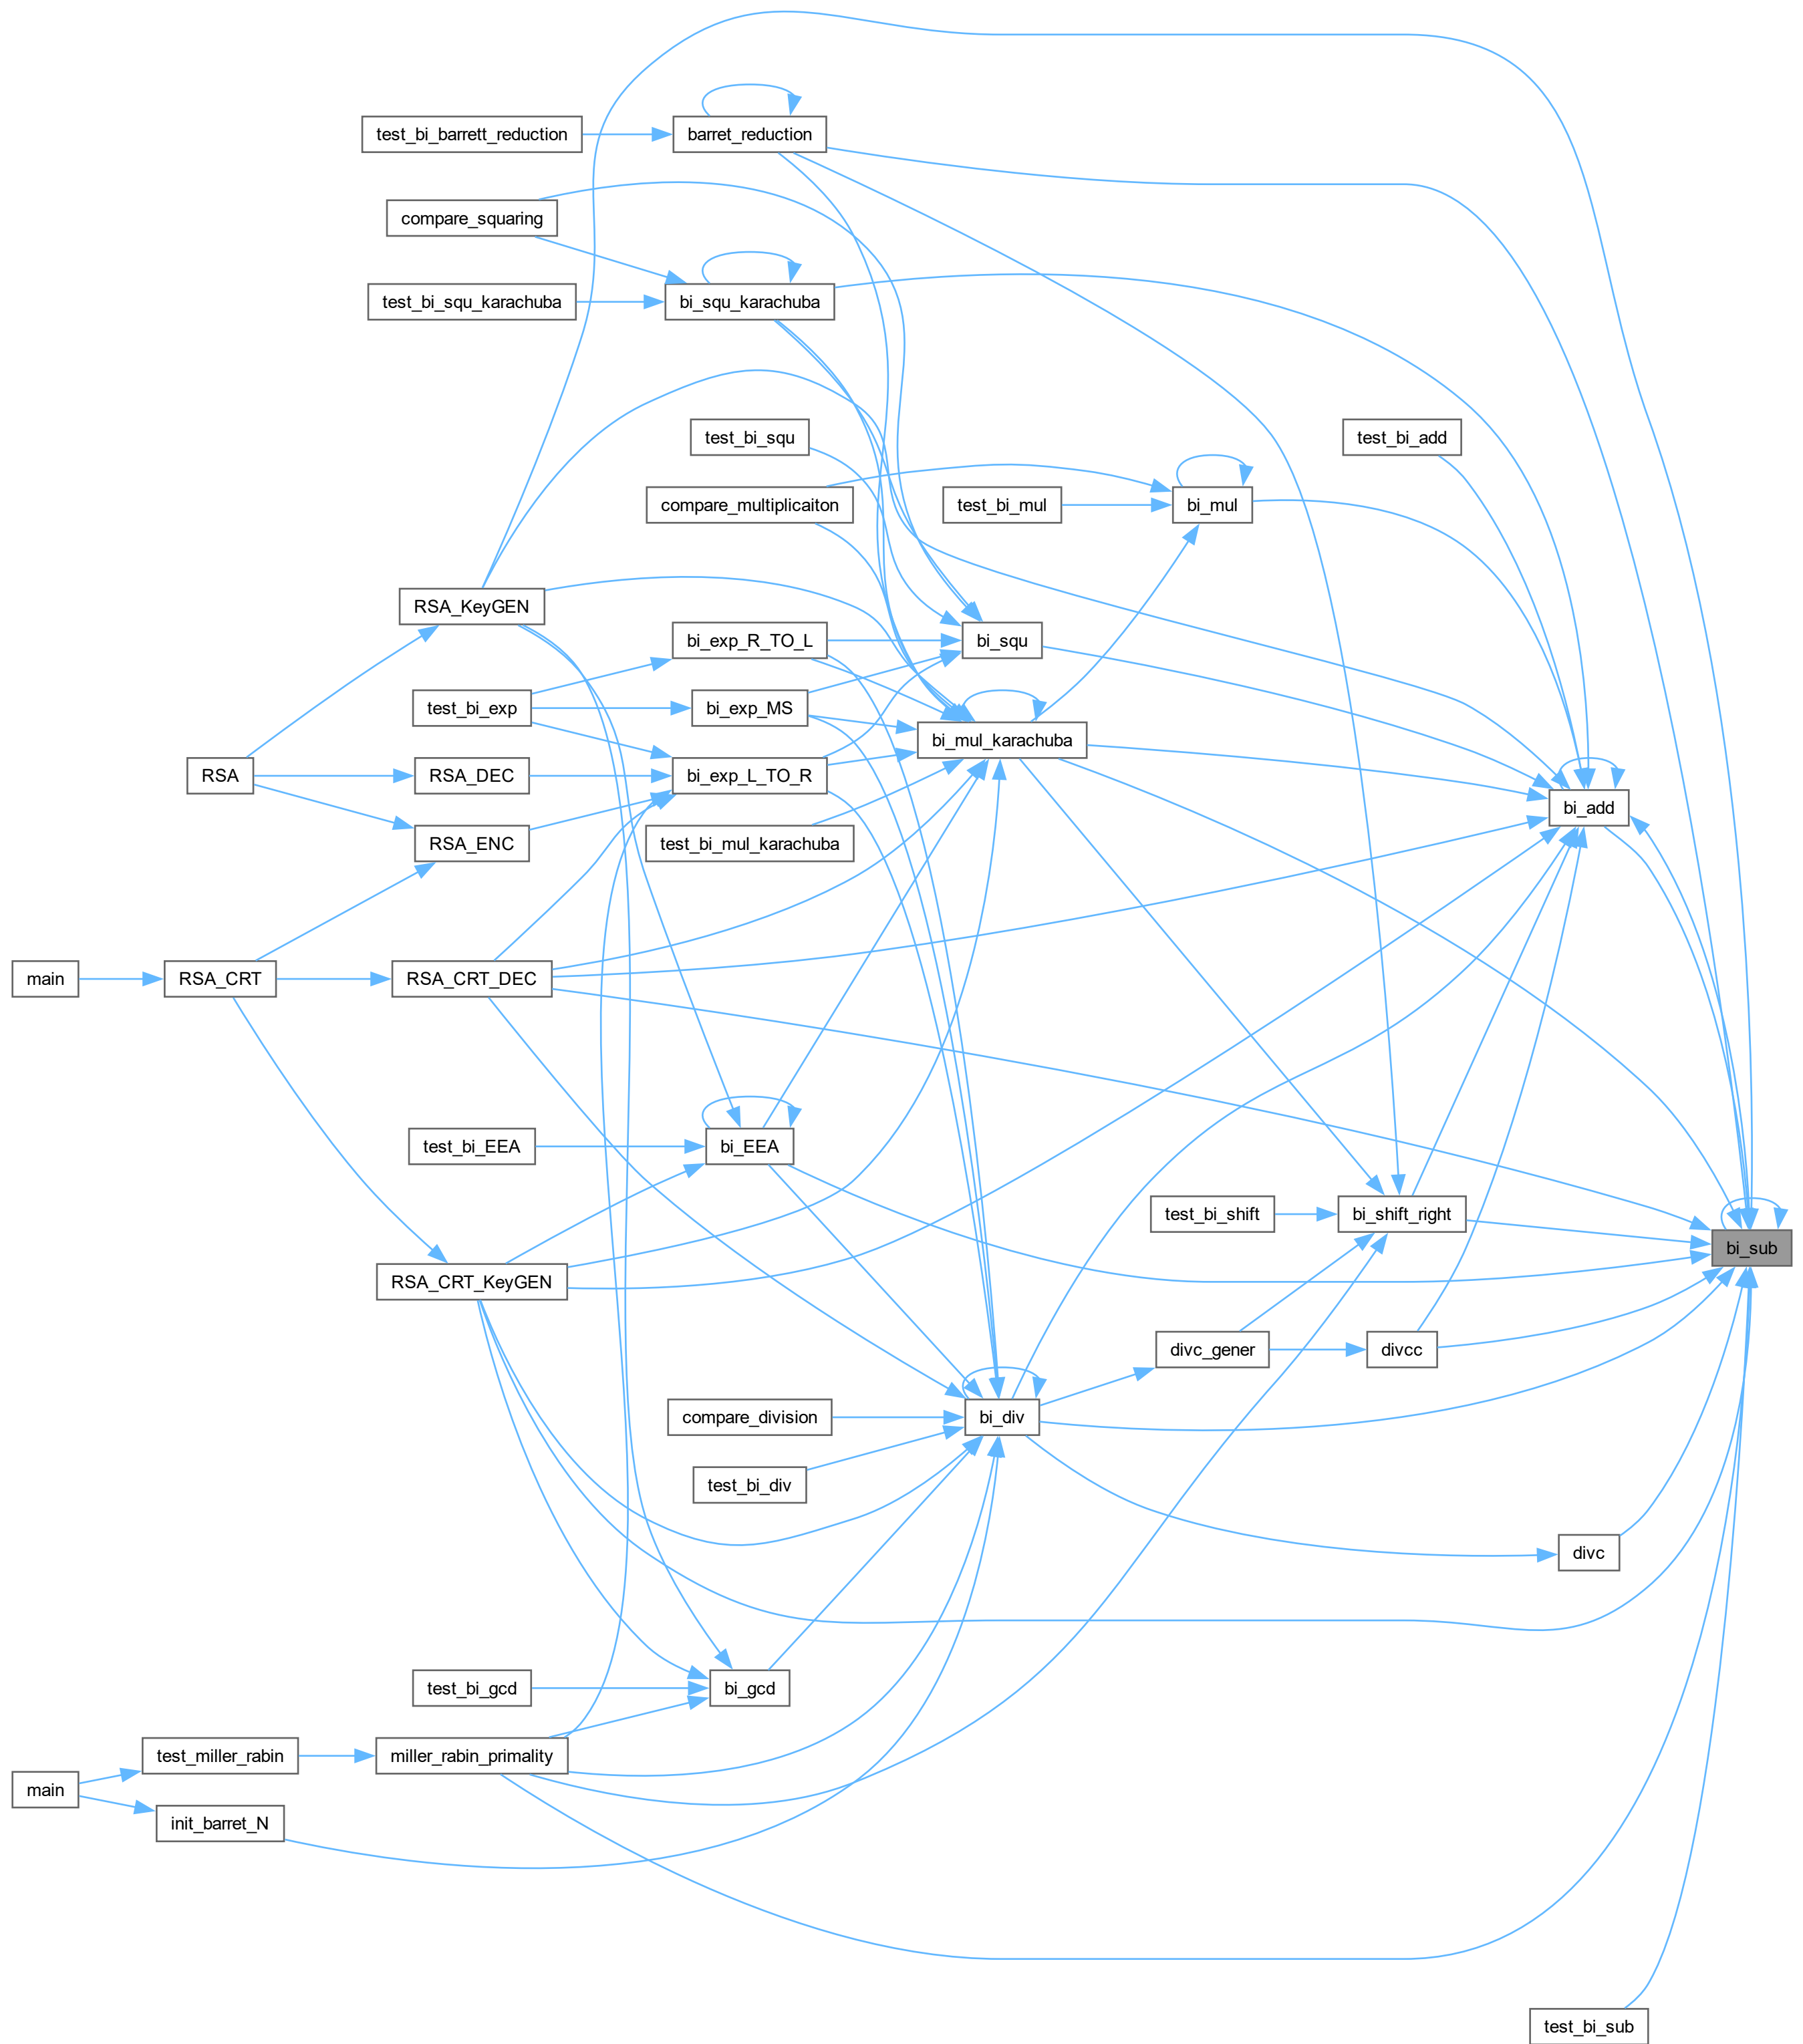 barret_reduction
test_bi_barrett_reduction
compare_squaring
bi_squ_karachuba
test_bi_squ_karachuba
test_bi_squ
test_bi_add
compare_multiplicaiton
test_bi_mul
bi_mul
RSA_KeyGEN
bi_exp_R_TO_L
bi_squ
test_bi_exp
bi_exp_MS
bi_mul_karachuba
RSA
RSA_DEC
bi_exp_L_TO_R
bi_add
RSA_ENC
test_bi_mul_karachuba
main
RSA_CRT
RSA_CRT_DEC
test_bi_EEA
bi_EEA
test_bi_shift
bi_shift_right
bi_sub
RSA_CRT_KeyGEN
divc_gener
divcc
compare_division
bi_div
test_bi_div
divc
test_bi_gcd
bi_gcd
test_miller_rabin
miller_rabin_primality
main
init_barret_N
test_bi_sub